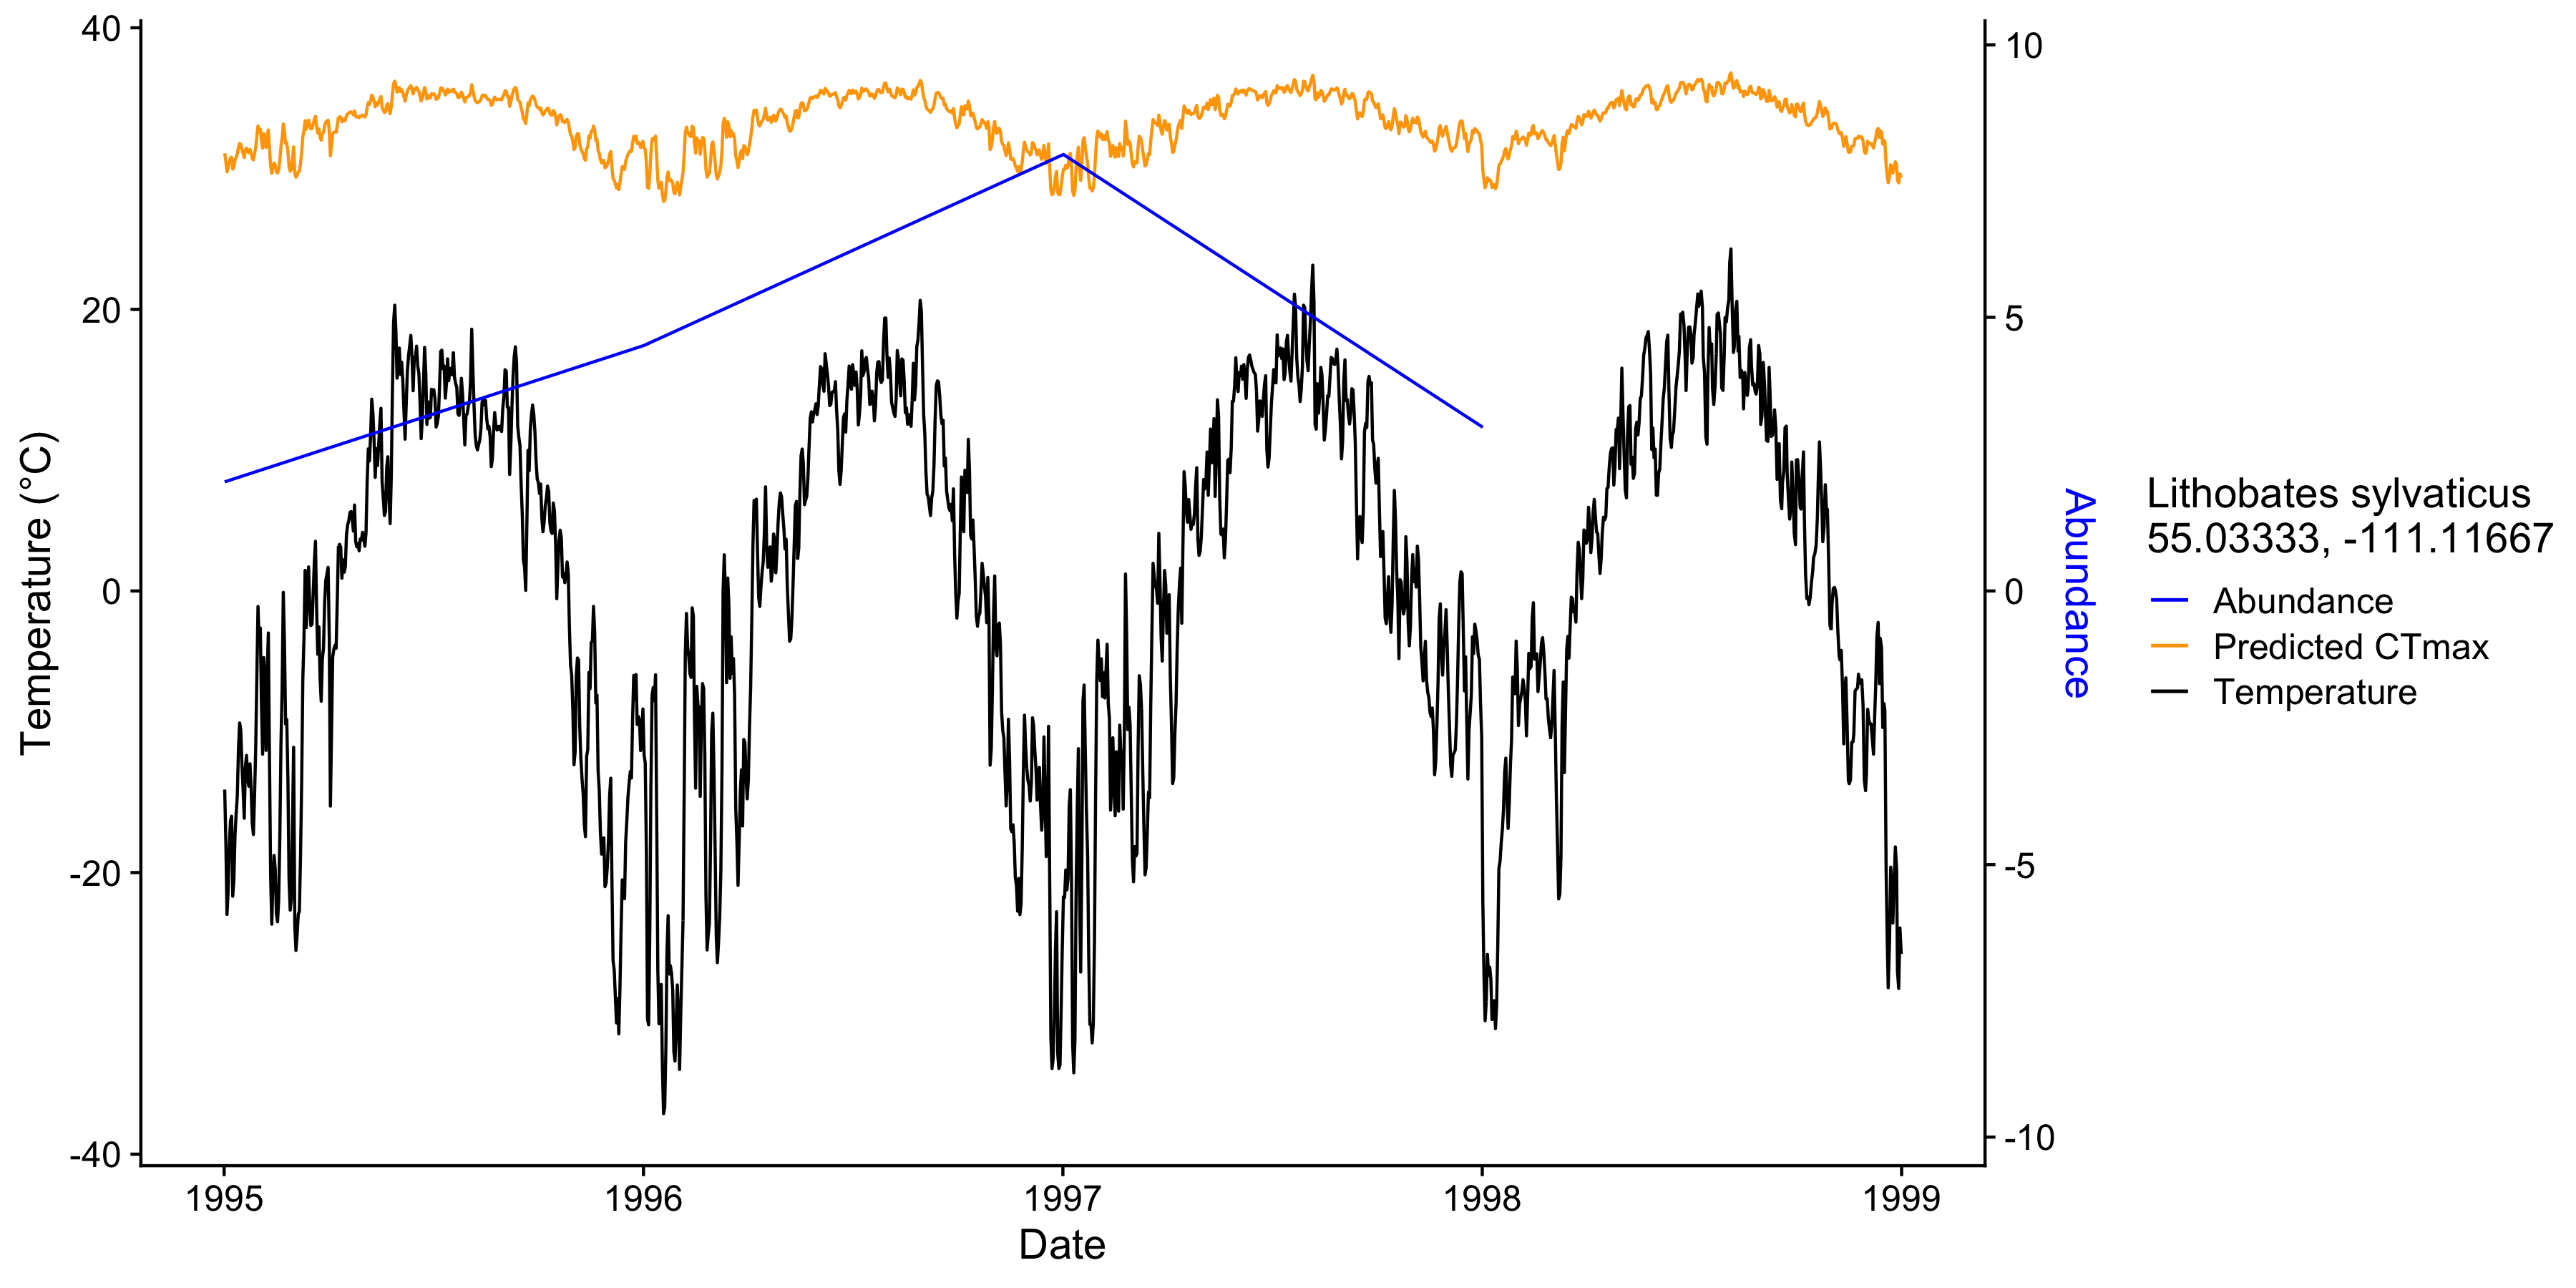 40
20
0
-20
-40
Temperature (°C)
1995
1996
1997
1998
1999
Date
10
5
0
-5
-10
Abundance
Lithobates sylvaticus
55.03333, -111.11667
Abundance
Predicted CTmax
Temperature